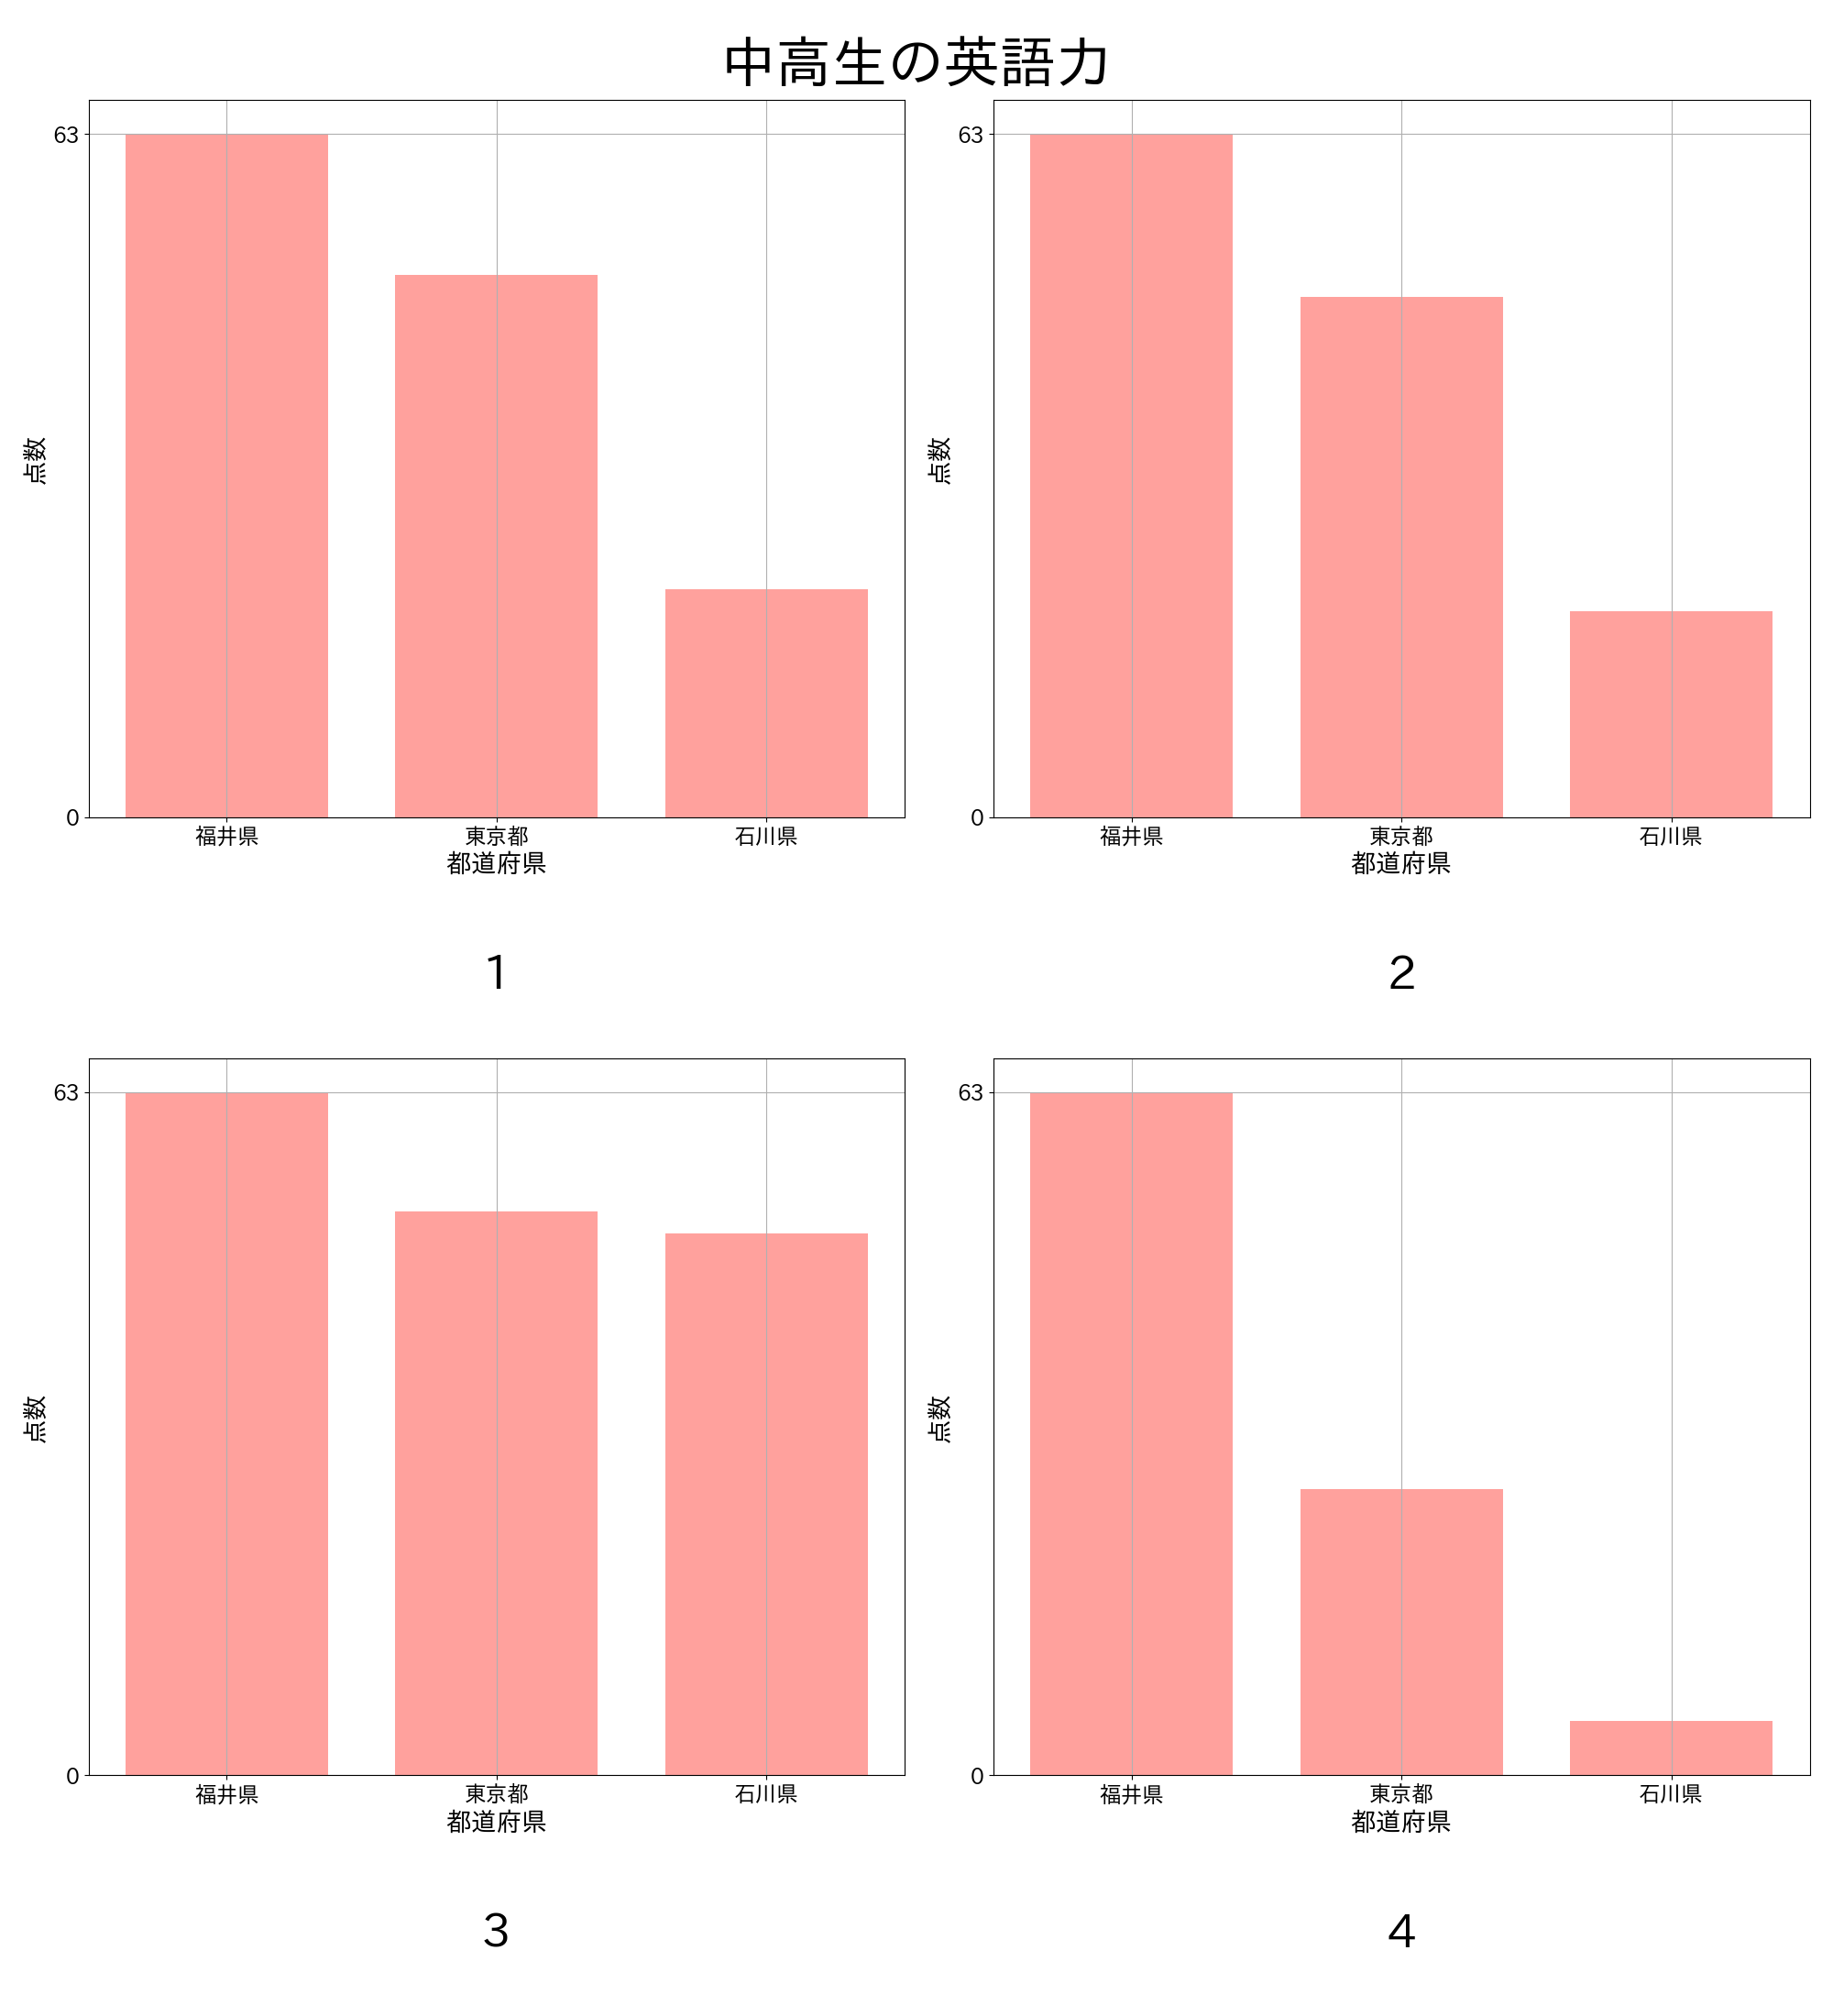 中高生の英語力
63
点数
0
福井県 東京都 石川県
都道府県
1
63
点数
0
福井県 東京都 石川県
都道府県
2
63
点数
0
福井県 東京都 石川県
都道府県
3
63
点数
0
福井県 東京都 石川県
都道府県
4